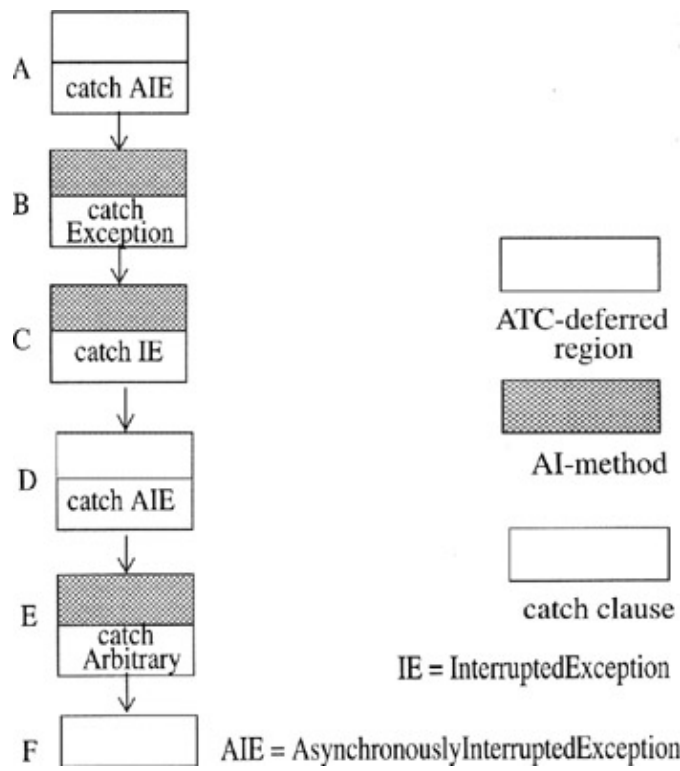 A
catch AIE
B
catch
Exception
C
catch IE
D
catch AIE
E
catch
Arbitrary
F
ATC-deferred
region
AI-method
catch clause
IE = InterruptedException
AIE = AsynchronouslyInterruptedException